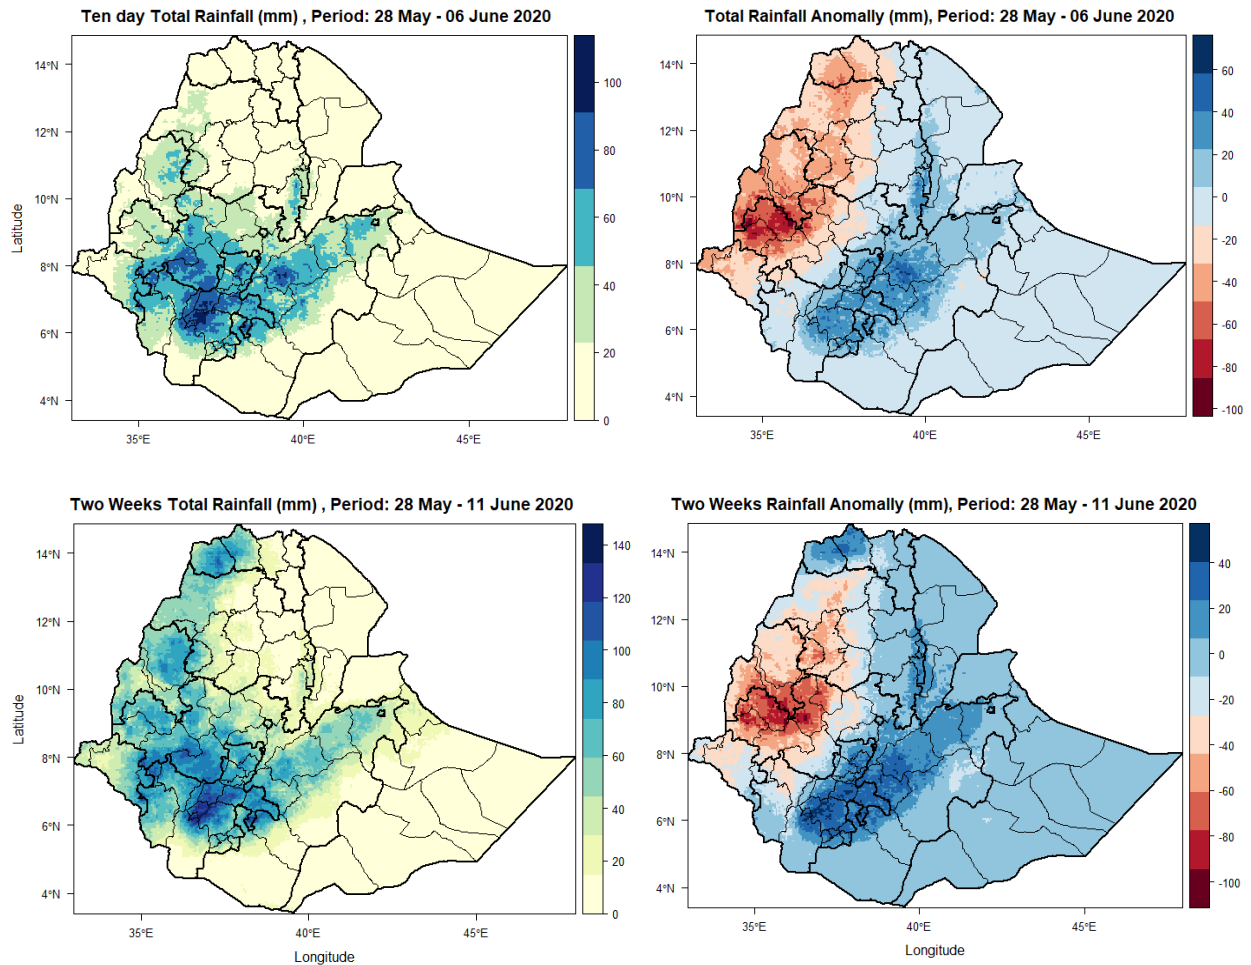 Ten day Total Rainfall (mm) , Period: 28 May - 06 June 2020
Latitude
14°N
12°N
10°N
8°N
6°N
4°N
35°E 40°E 45°E
100
80
60
40
20
0
Total Rainfall Anomally (mm), Period: 28 May - 06 June 2020
14°N
12°N
10°N
8°N
6°N
4°N
35°E 40°E 45°E
60
40
20
0
-20
-40
-60
-80
-100
Two Weeks Total Rainfall (mm) , Period: 28 May - 11 June 2020
Latitude
14°N
12°N
10°N
8°N
6°N
4°N
35°E 40°E 45°E
Longitude
140
120
100
80
60
40
20
0
Two Weeks Rainfall Anomally (mm), Period: 28 May - 11 June 2020
14°N
12°N
10°N
8°N
6°N
4°N
35°E 40°E 45°E
Longitude
40
20
0
-20
-40
-60
-80
-100